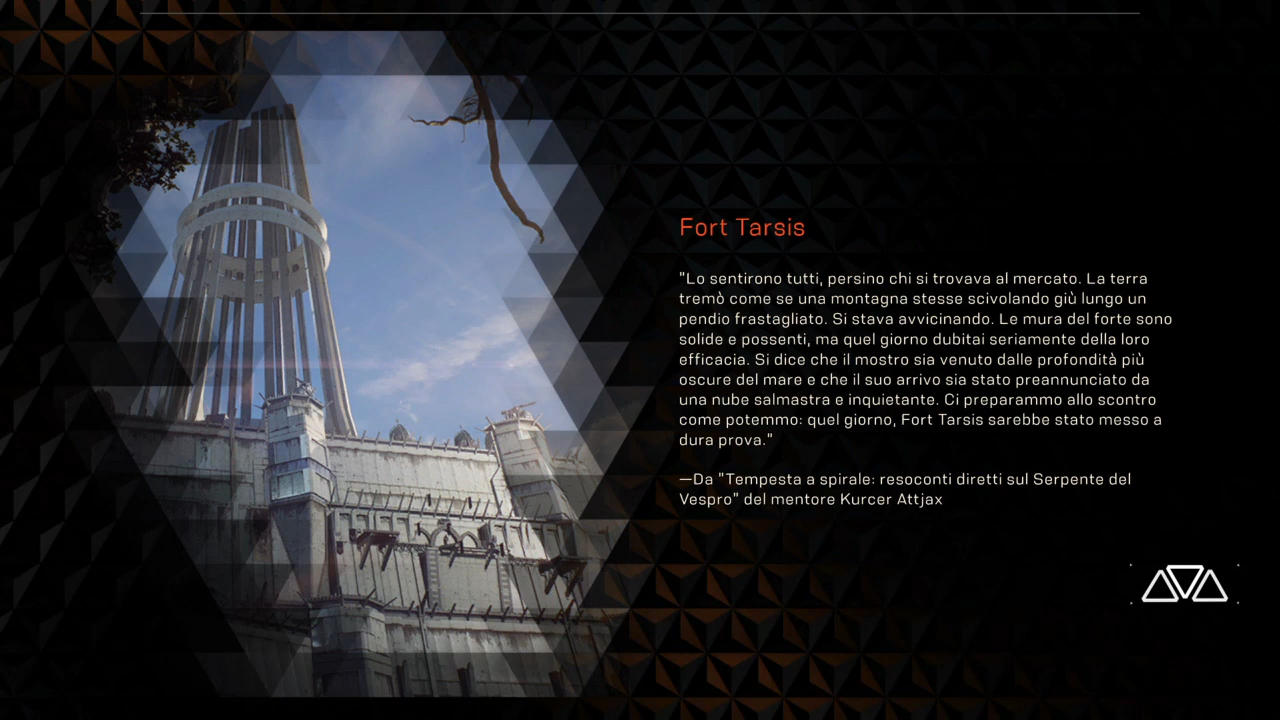 Fort Tarsis
"Lo sentirono tutti, persino chi si trovava al mercato. La terra
tremò come se una montagna stesse scivolando giù lungo un
pendio frastagliato. Si stava avvicinando. Le mura del forte sono
solide e possenti, ma quel giorno dubitai seriamente della loro
efficacia. Si dice che il mostro sia venuto dalle profondità più
oscure del mare e che il suo arrivo sia stato preannunciato da
una nube salmastra e inquietante. Ci preparammo allo scontro
come potemmo: quel giorno, Fort Tarsis sarebbe stato messo a
dura prova."
—Da "Tempesta a spirale: resoconti diretti sul Serpente del
Vespro" del mentore Kurcer Attjax